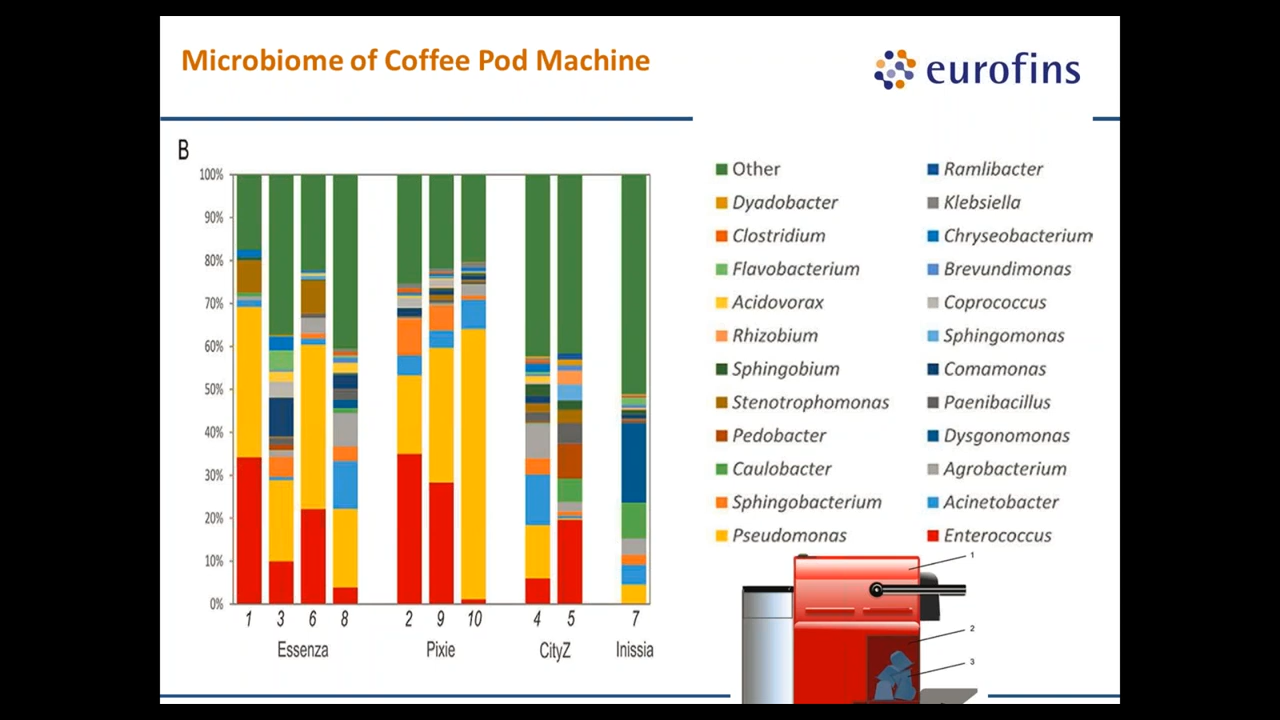 Microbiome of Coffee Pod Machine
eurofins
B
100%
90%
80%
70%
60%
50%
40%
30%
20%
10%
0%
1 3 6 8 2 9 10 4 5 7
Essenza Pixie CityZ Inissia
Other Ramlibacter
Dyadobacter Klebsiella
Clostridium Chryseobacterium
Flavobacterium Brevundimonas
Acidovorax Coprococcus
Rhizobium Sphingomonas
Sphingobium Comamonas
Stenotrophomonas Paenibacillus
Pedobacter Dysgonomonas
Caulobacter Agrobacterium
Sphingobacterium Acinetobacter
Pseudomonas Enterococcus
1
2
3